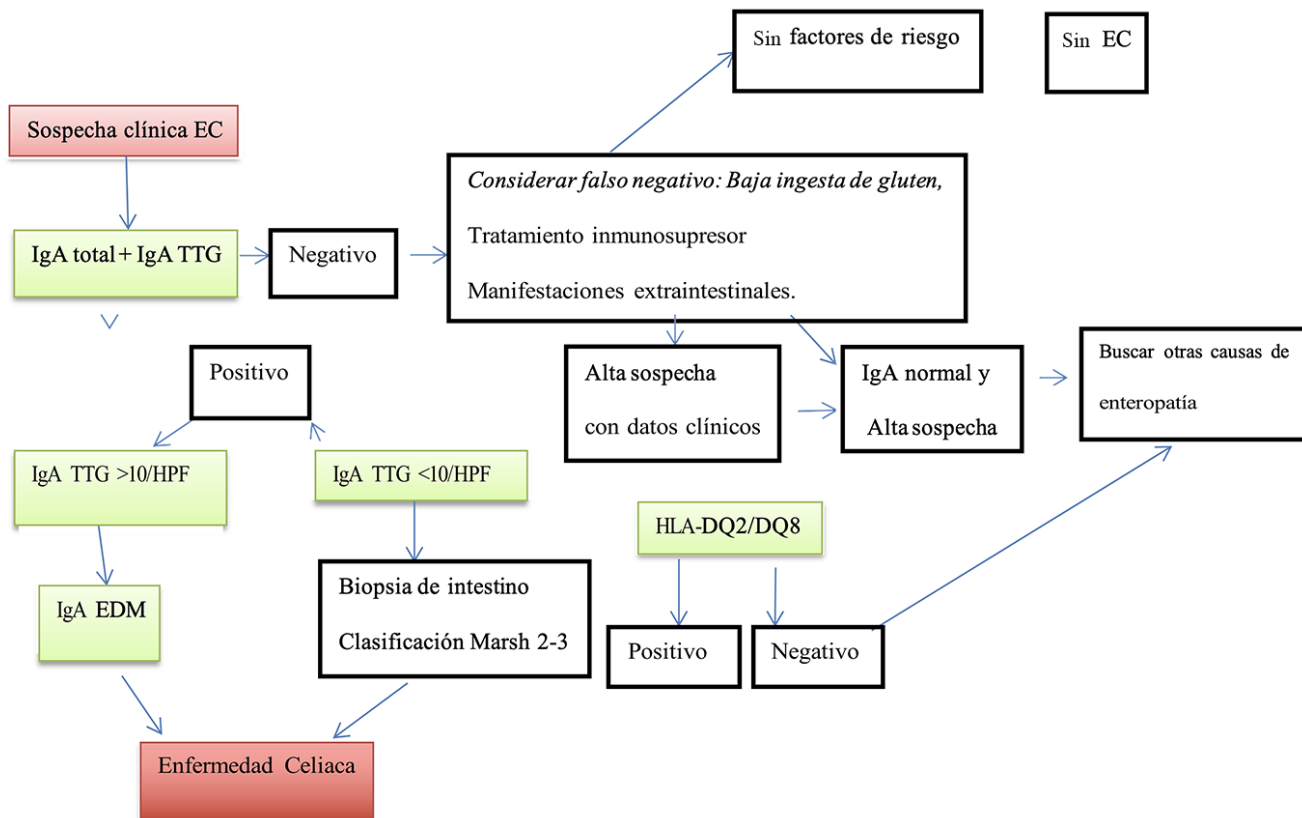 Sin factores de riesgo
Sin EC
Sospecha clínica EC
Considerar falso negativo: Baja ingesta de gluten,
Tratamiento inmunosupresor
Manifestaciones extraintestinales.
IgA total + IgA TTG
Negativo
Positivo
Alta sospecha
con datos clínicos
IgA normal y
Alta sospecha
Buscar otras causas de
enteropatía
IgA TTG >10/HPF
IgA TTG <10/HPF
HLA-DQ2/DQ8
IgA EDM
Biopsia de intestino
Clasificación Marsh 2-3
Positivo
Negativo
Enfermedad Celiaca